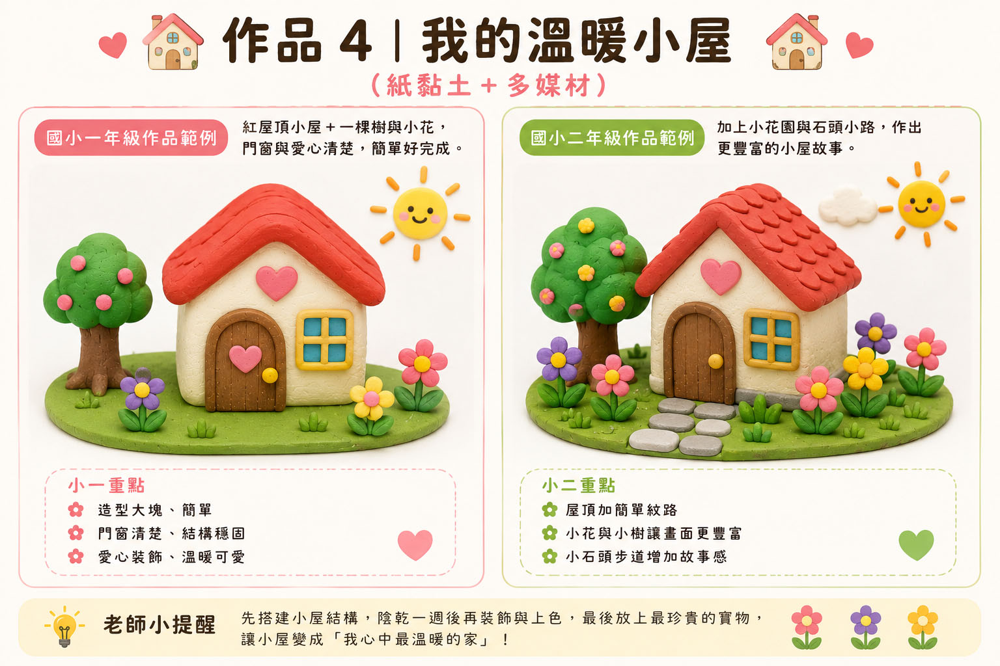 作品 4｜我的溫暖小屋
（紙黏土＋多媒材）
國小一年級作品範例
紅屋頂小屋＋一棵樹與小花，
門窗與愛心清楚，簡單好完成。
小一重點
造型大塊、簡單
門窗清楚、結構穩固
愛心裝飾、溫暖可愛
國小二年級作品範例
加上小花園與石頭小路，作出
更豐富的小屋故事。
小二重點
屋頂加簡單紋路
小花與小樹讓畫面更豐富
小石頭步道增加故事感
老師小提醒
先搭建小屋結構，陰乾一週後再裝飾與上色，最後放上最珍貴的寶物，
讓小屋變成「我心中最溫暖的家」！